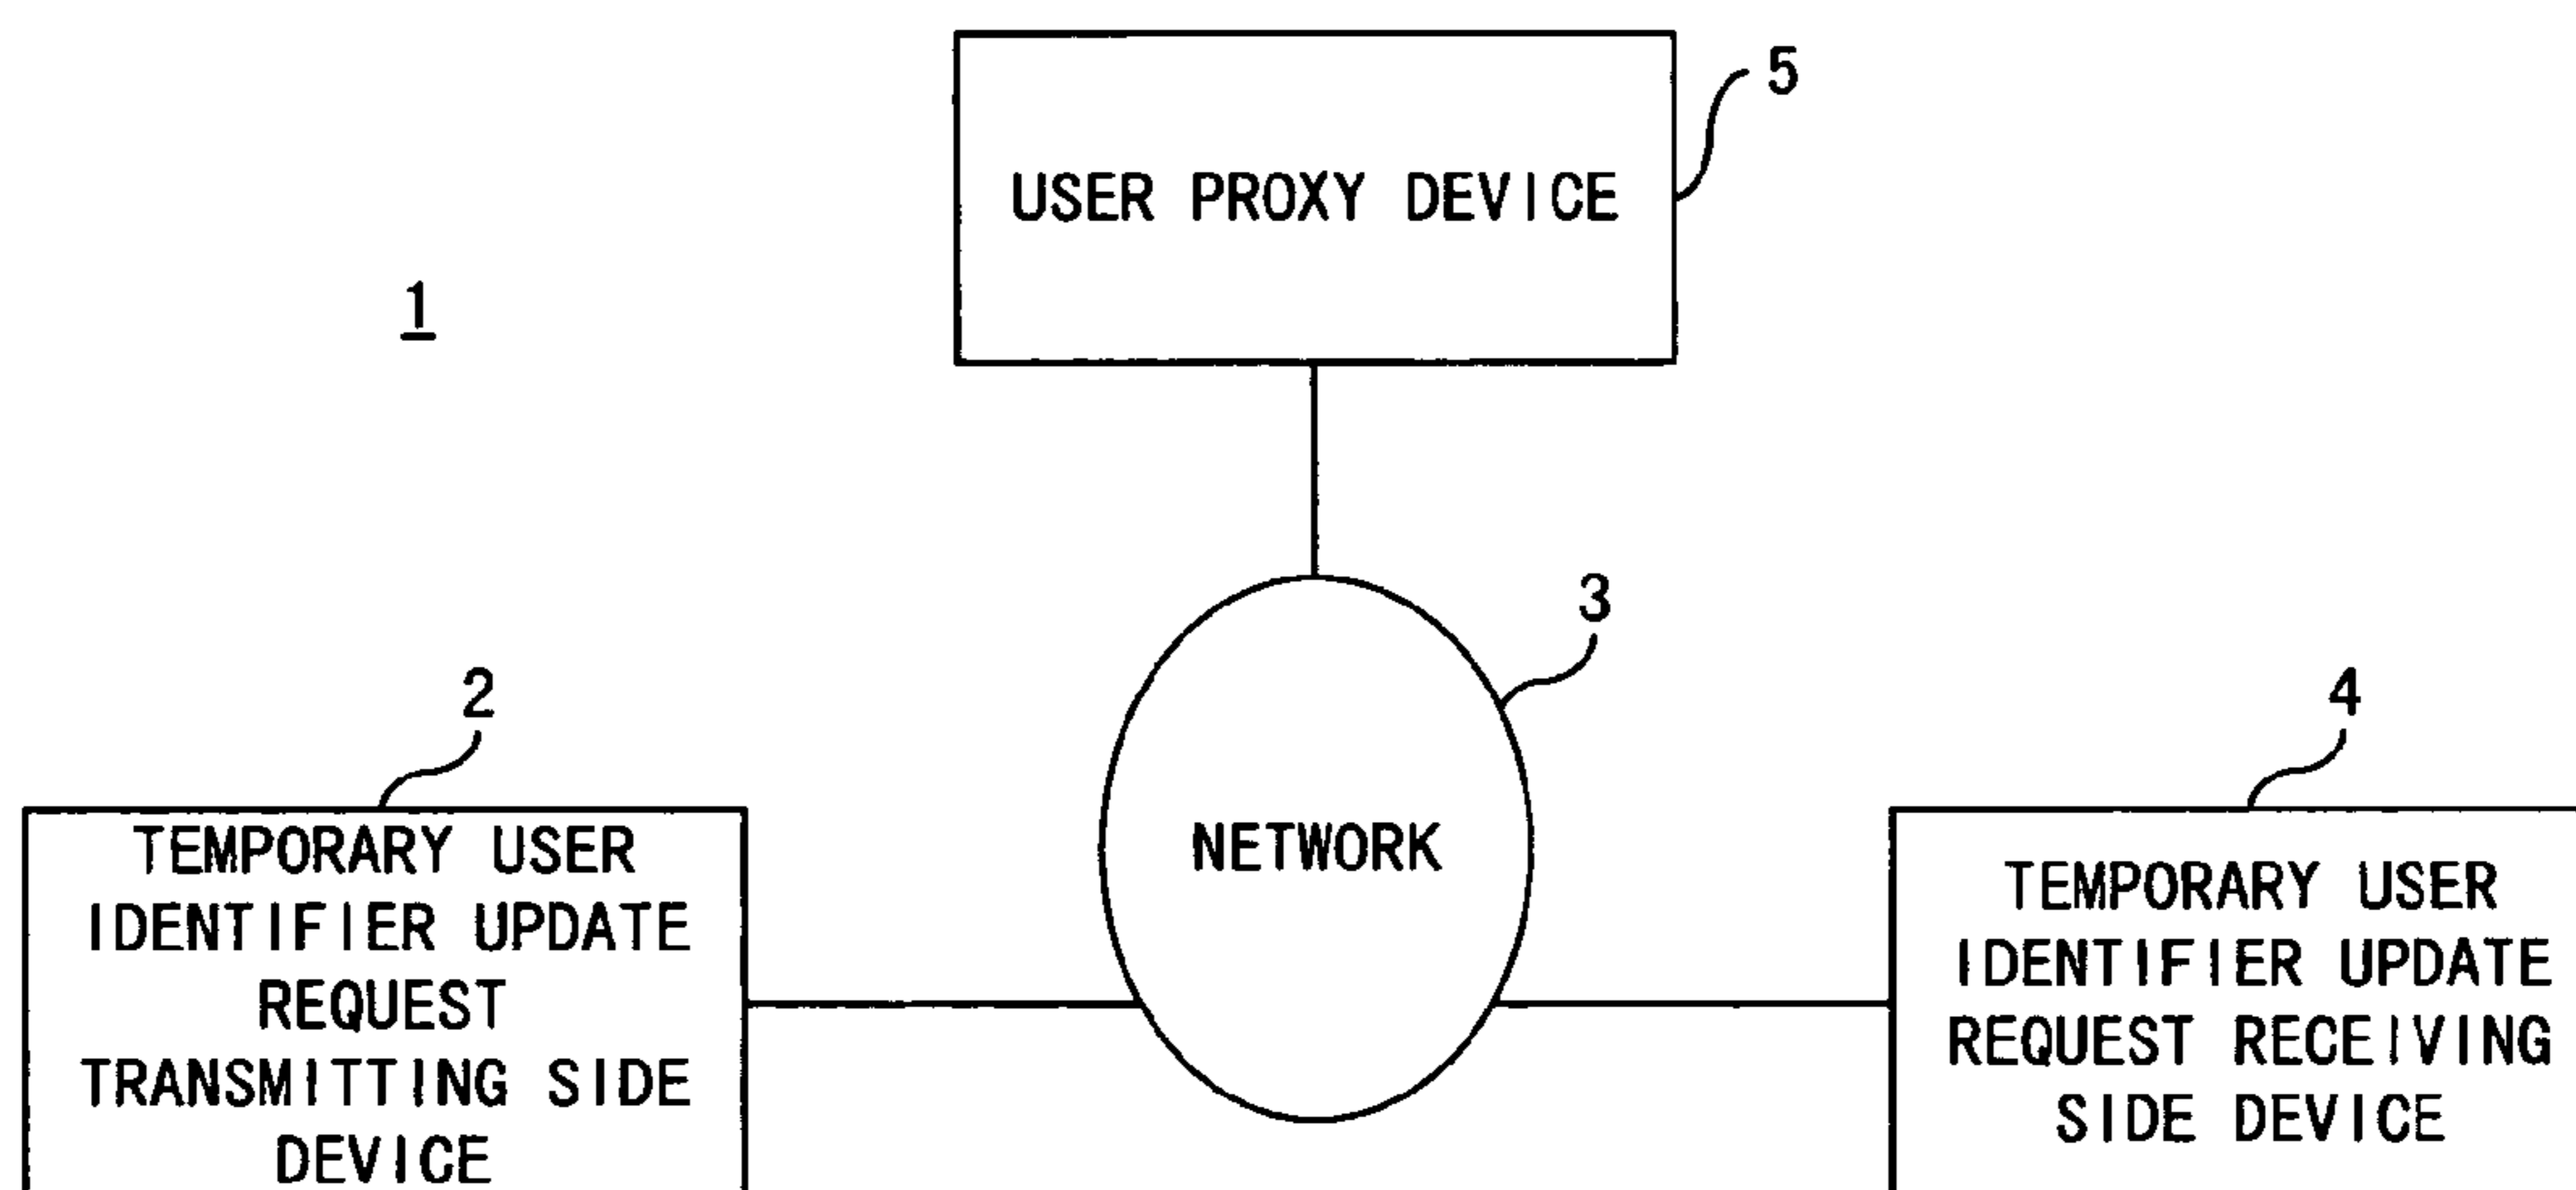 5
USER PROXY DEVICE
1
3
2
4
TEMPORARY USER
IDENTIFIER UPDATE
REQUEST
TRANSMITTING SIDE
DEVICE
NETWORK
TEMPORARY USER
IDENTIFIER UPDATE
REQUEST RECEIVING
SIDE DEVICE